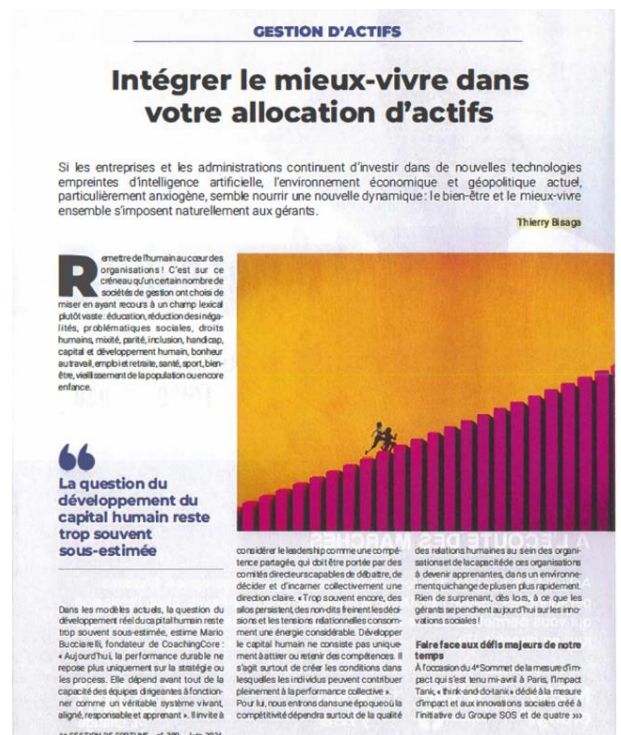 GESTION D'ACTIFS
Intégrer le mieux-vivre dans
votre allocation d'actifs
Si les entreprises et les administrations continuent d'investir dans de nouvelles technologies
empreintes d'intelligence artificielle, l'environnement économique et géopolitique actuel,
particulièrement anxiogène, semble nourrir une nouvelle dynamique : le bien-être et le mieux-vivre
ensemble s'imposent naturellement aux gérants.
Thierry Bisaga
Remettre de l'humain au cœur des
organisations ! C'est sur ce
créneau qu'un certain nombre de
sociétés de gestion ont choisi de
miser en ayant recours à un champ lexical
plutôt vaste : éducation, réduction des inéga-
lités, problématiques sociales, droits
humains, mixité, parité, inclusion, handicap,
capital et développement humain, bonheur
au travail, emploi et retraite, santé, sport, bien-
être, vieillissement de la population ou encore
enfance.
La question du
développement du
capital humain reste
trop souvent
sous-estimée
Dans les modèles actuels, la question du
développement réel du capital humain reste
trop souvent sous-estimée, estime Mario
Bucciarelli, fondateur de CoachingCore :
« Aujourd'hui, la performance durable ne
repose plus uniquement sur la stratégie ou
les process. Elle dépend avant tout de la
capacité des équipes dirigeantes à fonction-
ner comme un véritable système vivant,
aligné, responsable et apprenant ». Il invite à
considérer le leadership comme une compé-
tence partagée, qui doit être portée par des
comités directeurs capables de débattre, de
décider et d'incarner collectivement une
direction claire. « Trop souvent encore, des
silos persistent, des non-dits freinent les déci-
sions et les tensions relationnelles consom-
ment une énergie considérable. Développer
le capital humain ne consiste pas unique-
ment à attirer ou retenir des compétences. Il
s'agit surtout de créer les conditions dans
lesquelles les individus peuvent contribuer
pleinement à la performance collective ».
Pour lui, nous entrons dans une époque où la
compétitivité dépendra surtout de la qualité
des relations humaines au sein des organi-
sations et de la capacité de ces organisations
à devenir apprenantes, dans un environne-
ment qui change de plus en plus rapidement.
Rien de surprenant, dès lors, à ce que les
gérants se penchent aujourd'hui sur les inno-
vations sociales !
Faire face aux défis majeurs de notre
temps
À l'occasion du 4e Sommet de la mesure d'im-
pact qui s'est tenu mi-avril à Paris, l'Impact
Tank, « think-and-do-tank » dédié à la mesure
d'impact et aux innovations sociales créé à
l'initiative du Groupe SOS et de quatre »»